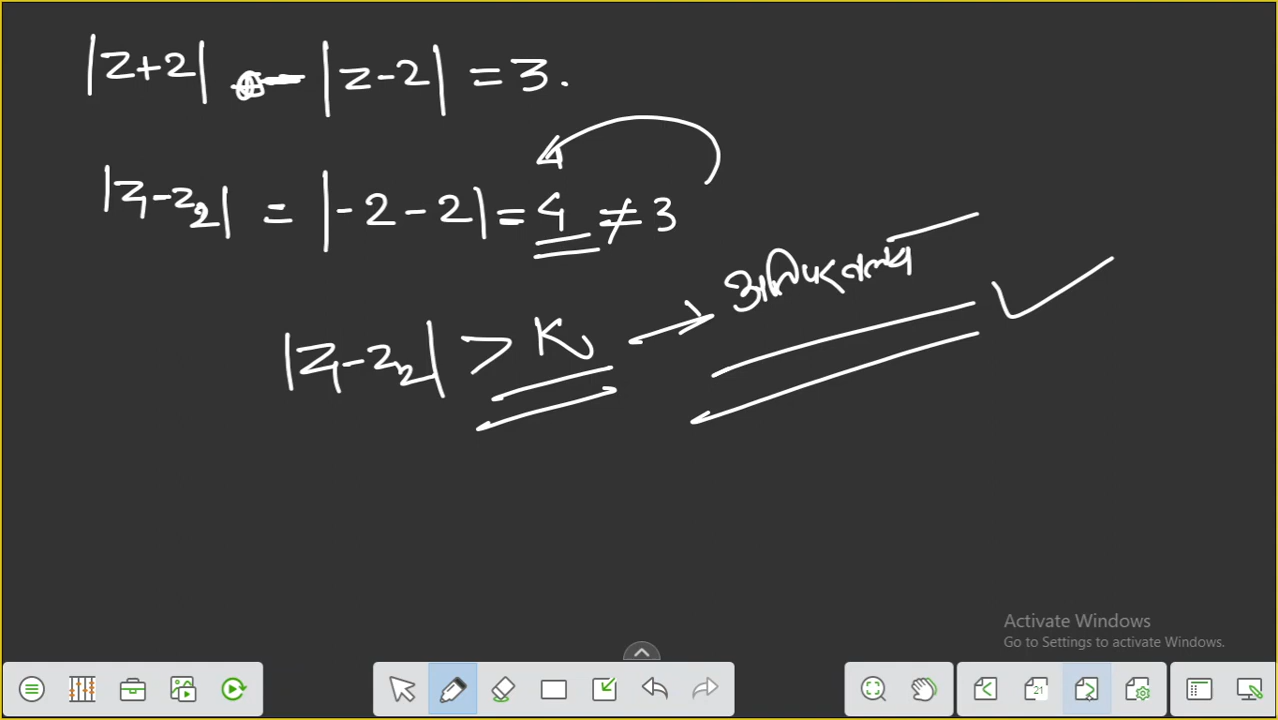 |z+2| - |z-2| = 3.
|z₁-z₂| = |-2-2| = 4 ≠ 3
|z₁-z₂| > K →
Activate Windows
Go to Settings to activate Windows.
21